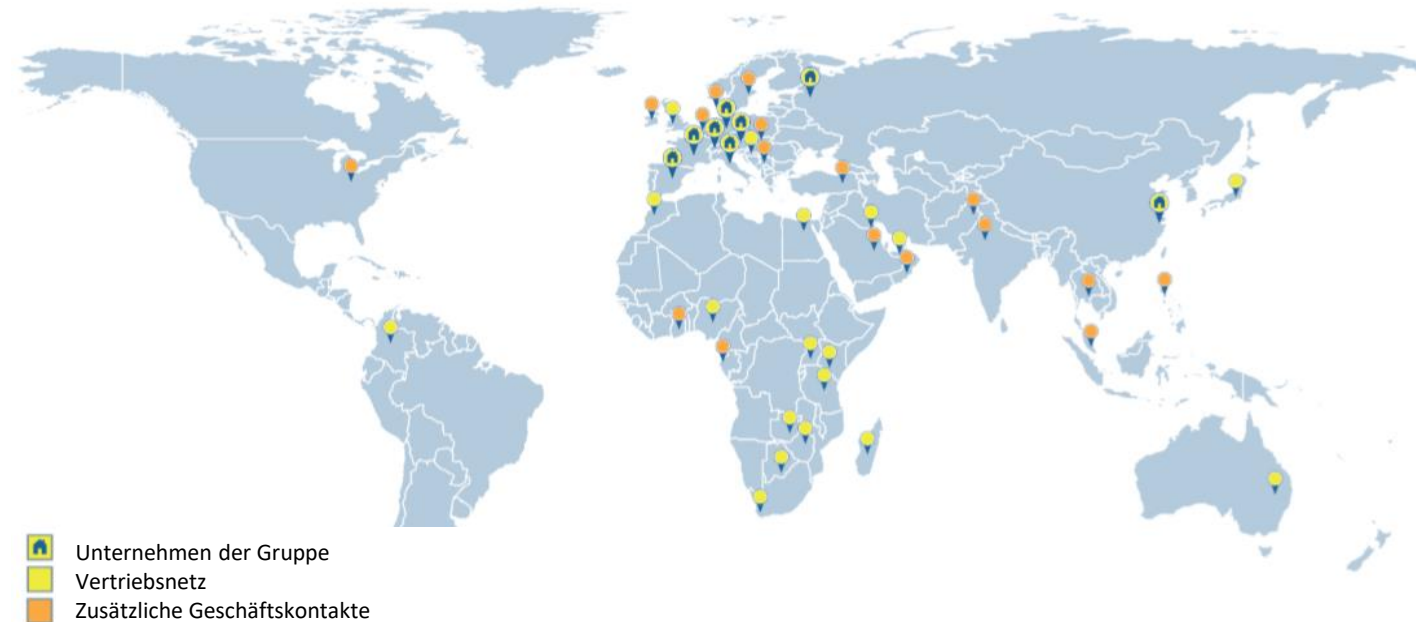 Unternehmen der Gruppe
Vertriebsnetz
Zusätzliche Geschäftskontakte